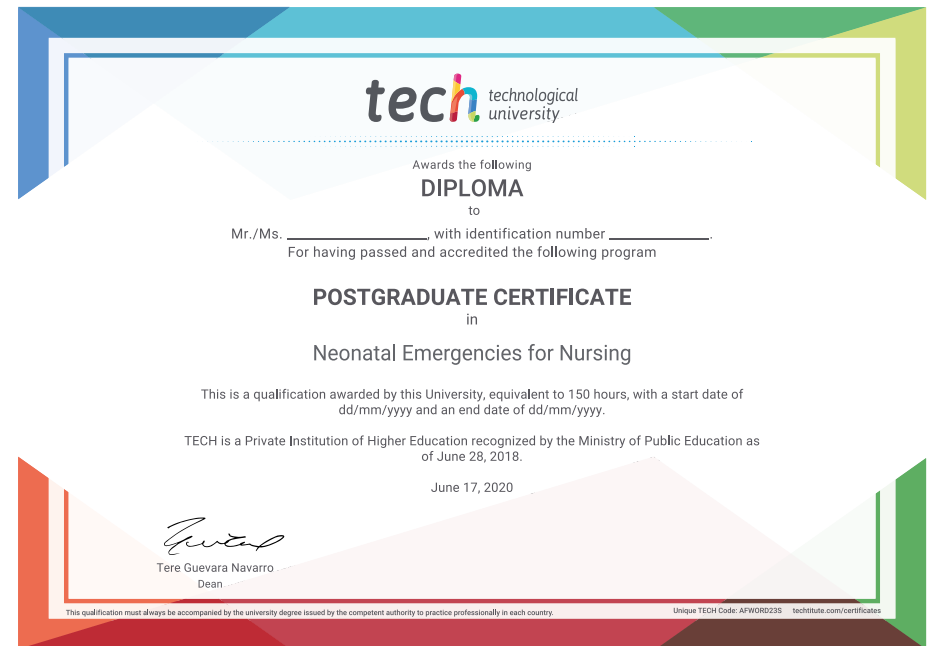 tech technological
university
Awards the following
DIPLOMA
to
Mr./Ms. ____________________, with identification number ______________.
For having passed and accredited the following program
POSTGRADUATE CERTIFICATE
in
Neonatal Emergencies for Nursing
This is a qualification awarded by this University, equivalent to 150 hours, with a start date of
dd/mm/yyyy and an end date of dd/mm/yyyy.
TECH is a Private Institution of Higher Education recognized by the Ministry of Public Education as
of June 28, 2018.
June 17, 2020
Tere Guevara Navarro
Dean
This qualification must always be accompanied by the university degree issued by the competent authority to practice professionally in each country.
Unique TECH Code: AFWORD23S techtitute.com/certificates